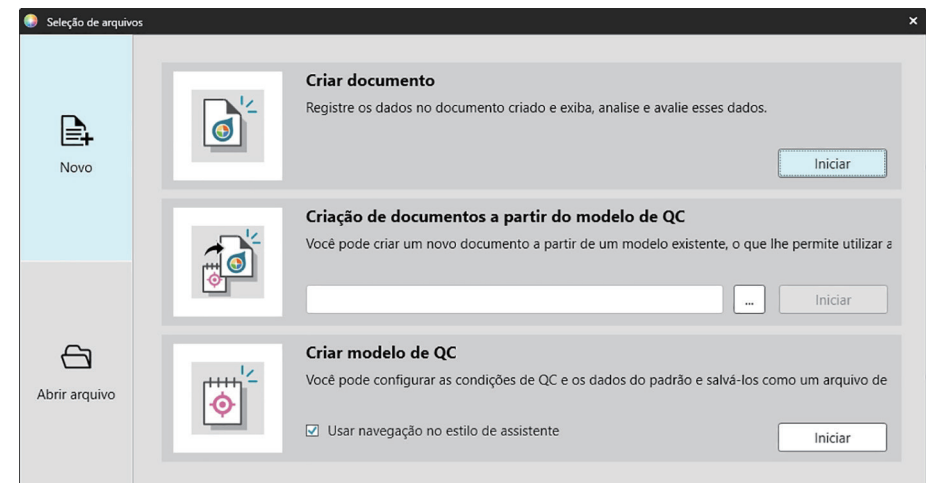 Seleção de arquivos
Novo
Abrir arquivo
Criar documento
Registre os dados no documento criado e exiba, analise e avalie esses dados.
Iniciar
Criação de documentos a partir do modelo de QC
Você pode criar um novo documento a partir de um modelo existente, o que lhe permite utilizar a
...
Iniciar
Criar modelo de QC
Você pode configurar as condições de QC e os dados do padrão e salvá-los como um arquivo de
Usar navegação no estilo de assistente
Iniciar